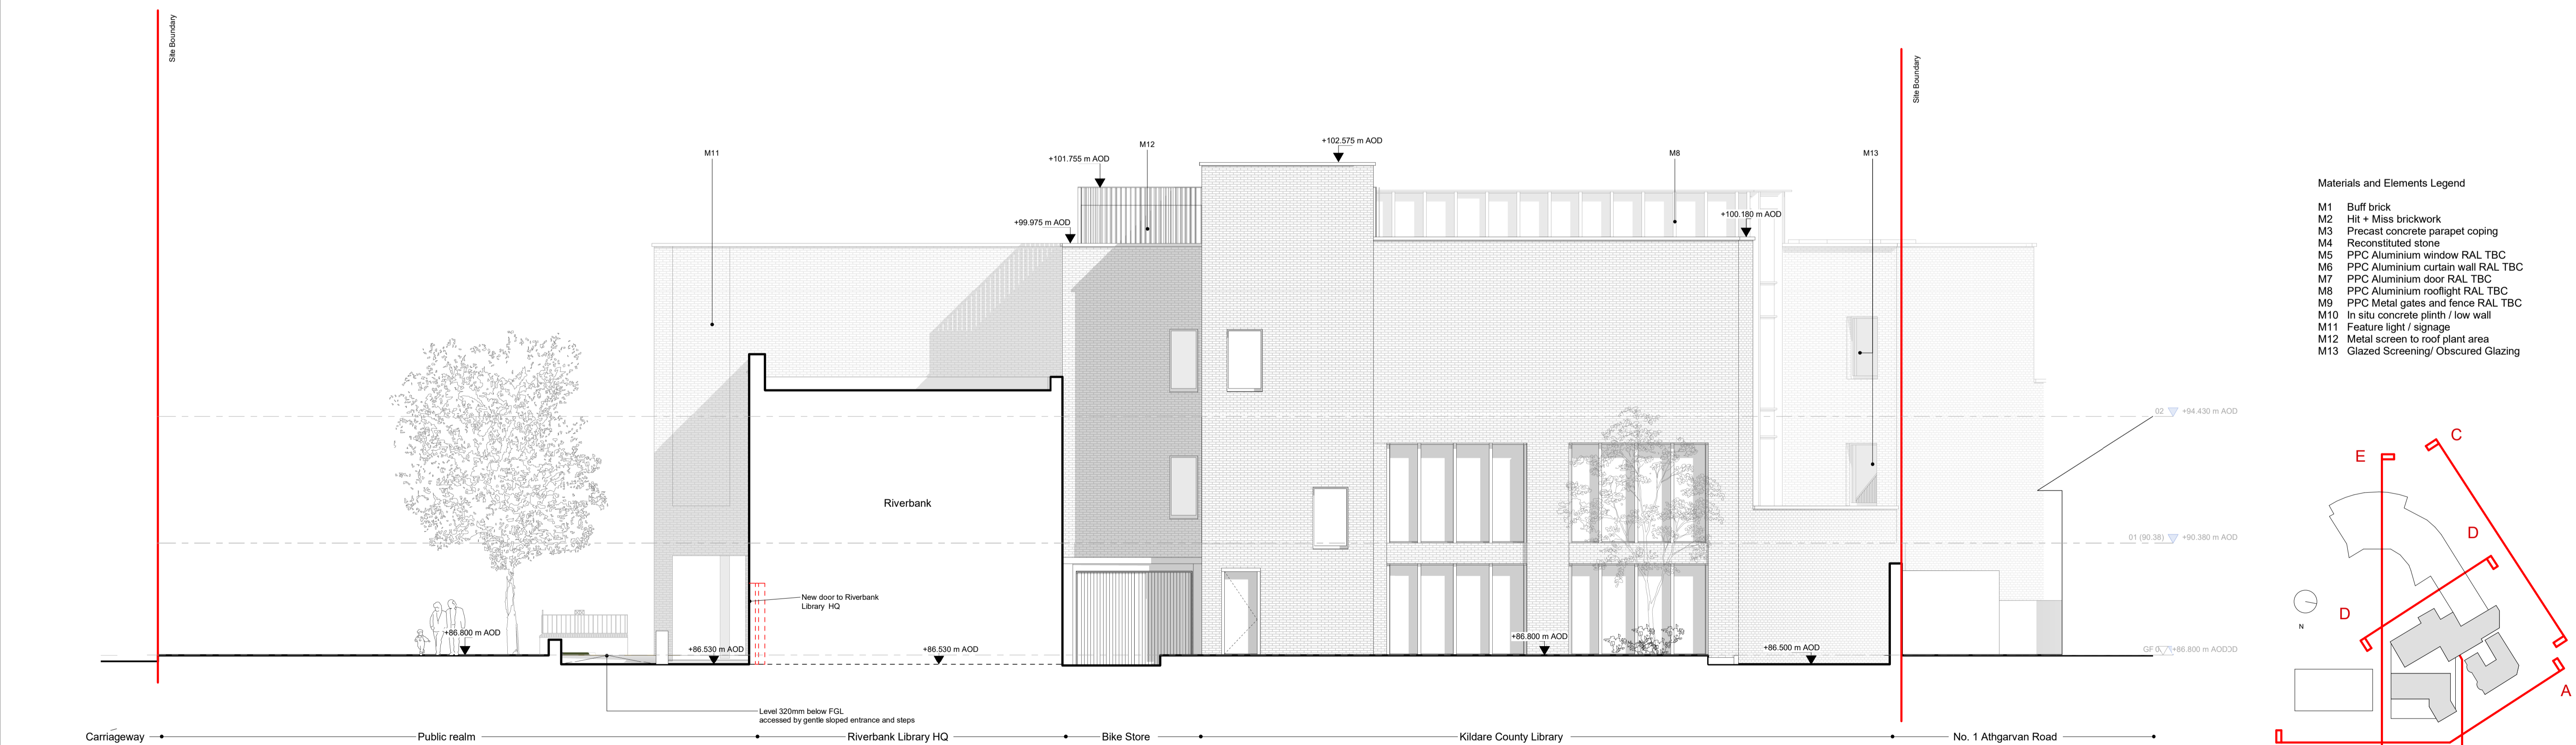 Site Boundary
Site Boundary
M11
+101.755 m AOD
M12
+102.575 m AOD
M8
M13
+99.975 m AOD
+100.180 m AOD
Materials and Elements Legend
M1 Buff brick
M2 Hit + Miss brickwork
M3 Precast concrete parapet coping
M4 Reconstituted stone
M5 PPC Aluminium window RAL TBC
M6 PPC Aluminium curtain wall RAL TBC
M7 PPC Aluminium door RAL TBC
M8 PPC Aluminium rooflight RAL TBC
M9 PPC Metal gates and fence RAL TBC
M10 In situ concrete plinth / low wall
M11 Feature light / signage
M12 Metal screen to roof plant area
M13 Glazed Screening/ Obscured Glazing
02 +94.430 m AOD
Riverbank
01 (90.38) +90.380 m AOD
New door to Riverbank
Library HQ
+86.800 m AOD
+86.530 m AOD
+86.530 m AOD
+86.800 m AOD
+86.500 m AOD
+86.800 m AOD
Level 320mm below FGL
accessed by gentle sloped entrance and steps
Carriageway
Public realm
Riverbank Library HQ
Bike Store
Kildare County Library
No. 1 Athgarvan Road
E
C
D
D
N
A